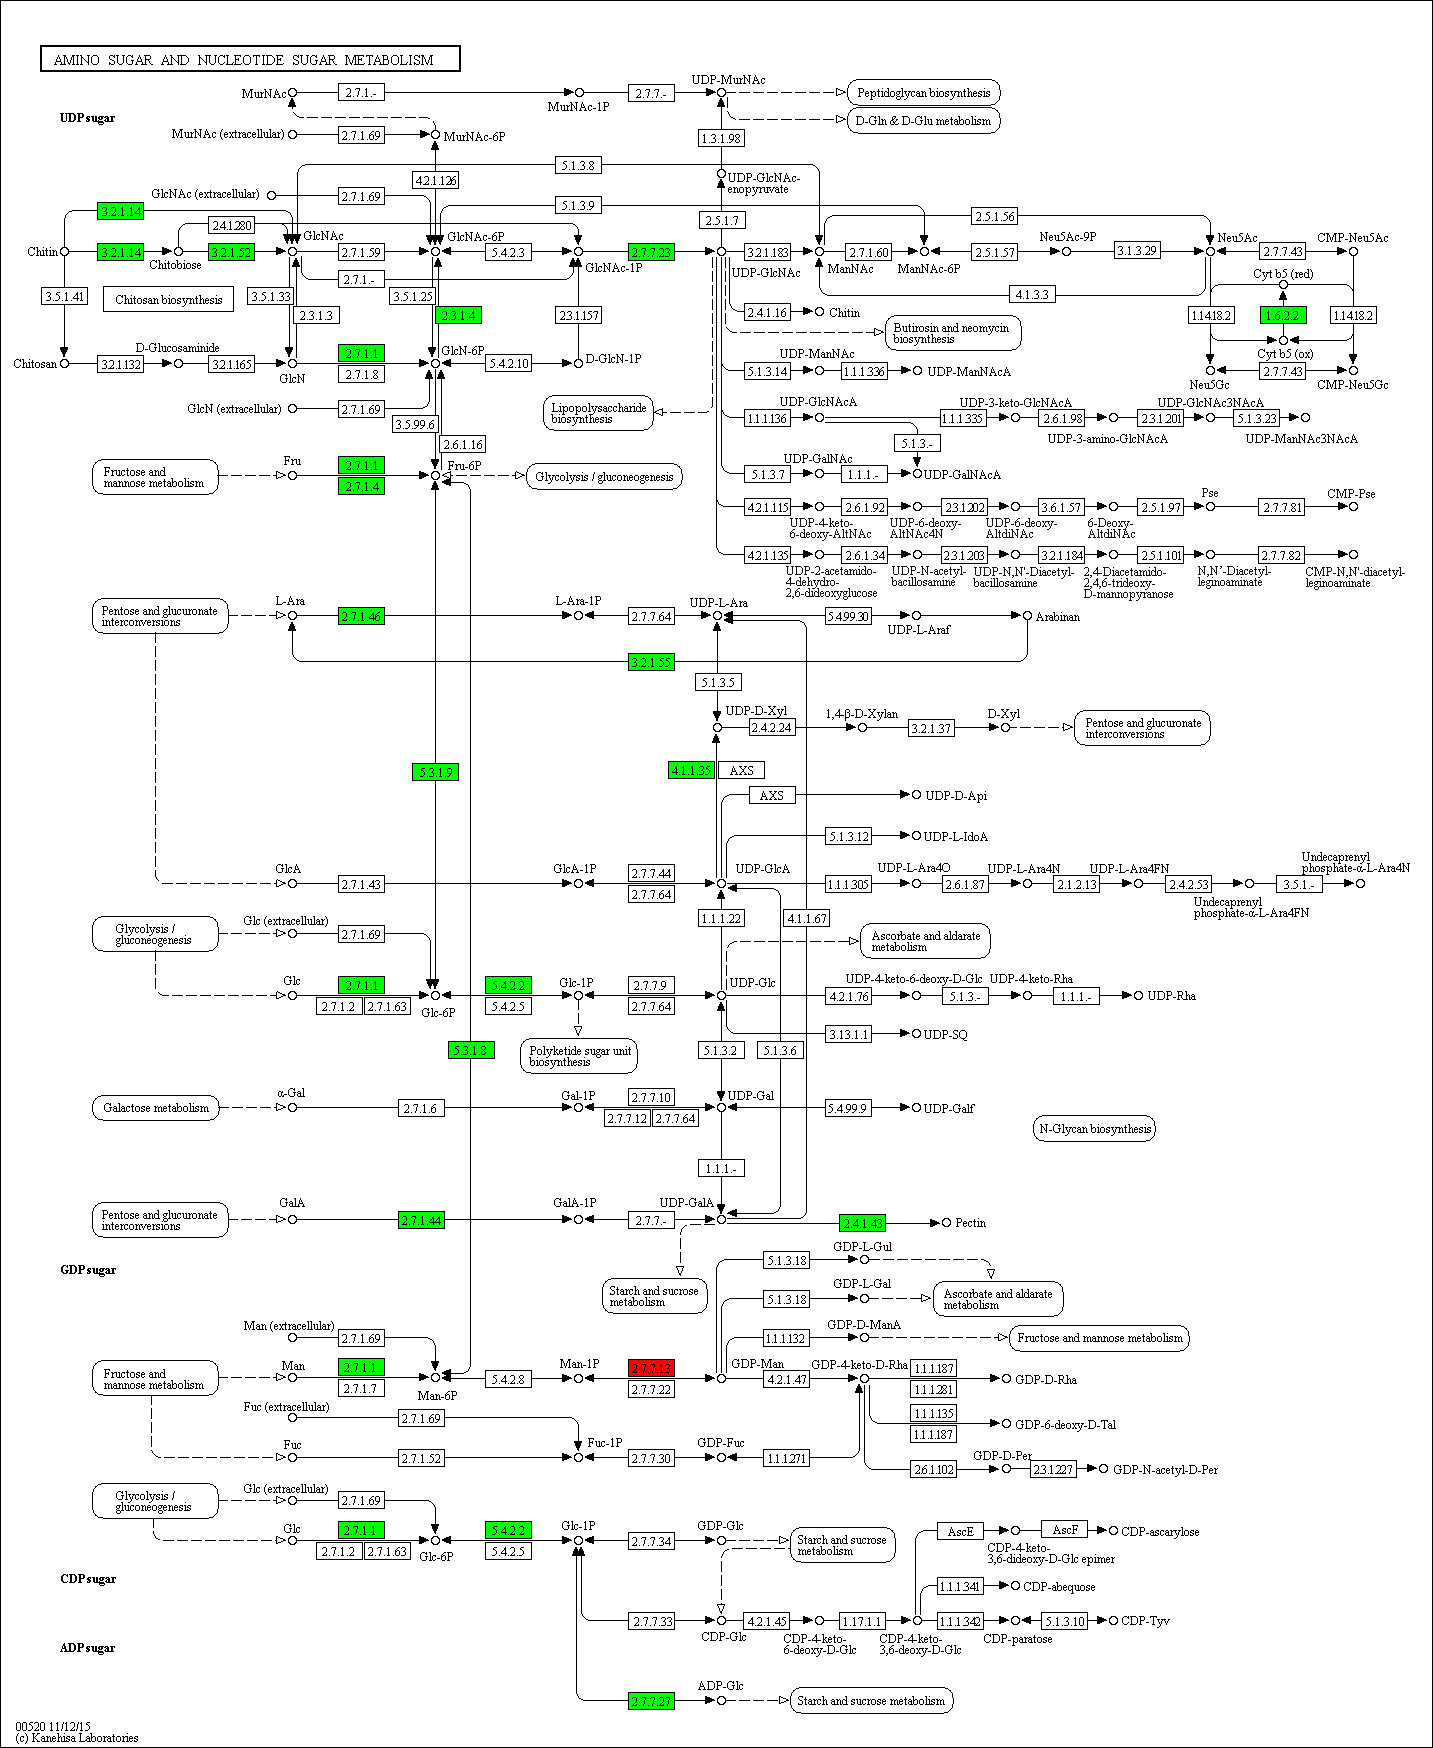 AMINO SUGAR AND NUCLEOTIDE SUGAR METABOLISM
UDP sugar
MurNAc
2.7.1.-
MurNAc-1P
2.7.7.-
UDP-MurNAc
Peptidoglycan biosynthesis
D-Gln & D-Glu metabolism
MurNAc (extracellular)
2.7.1.69
MurNAc-6P
1.3.1.98
5.1.3.8
4.2.1.126
UDP-GlcNAc-
enopyruvate
GlcNAc (extracellular)
2.7.1.69
5.1.3.9
3.2.1.14
2.4.1.280
2.5.1.7
2.5.1.56
Chitin
3.2.1.14
Chitobiose
3.2.1.52
GlcNAc
2.7.1.59
GlcNAc-6P
5.4.2.3
GlcNAc-1P
2.7.7.23
UDP-GlcNAc
3.2.1.183
ManNAc
2.7.1.60
ManNAc-6P
2.5.1.57
Neu5Ac-9P
3.1.3.29
Neu5Ac
2.7.7.43
CMP-Neu5Ac
2.7.1.-
Cyt b5 (red)
3.5.1.41
Chitosan biosynthesis
3.5.1.33
2.3.1.3
3.5.1.25
2.3.1.4
2.3.1.157
4.1.3.3
2.4.1.16
Chitin
1.14.18.2
1.6.2.2
1.14.18.2
Butirosin and neomycin
biosynthesis
Cyt b5 (ox)
Chitosan
3.2.1.132
D-Glucosaminide
3.2.1.165
GlcN
2.7.1.1
2.7.1.8
GlcN-6P
5.4.2.10
D-GlcN-1P
UDP-ManNAc
5.1.3.14
1.1.1.336
UDP-ManNAcA
Neu5Gc
2.7.7.43
CMP-Neu5Gc
GlcN (extracellular)
2.7.1.69
3.5.99.6
2.6.1.16
Lipopolysaccharide
biosynthesis
UDP-GlcNAcA
1.1.1.136
UDP-3-keto-GlcNAcA
1.1.1.335
2.6.1.98
UDP-3-amino-GlcNAcA
UDP-GlcNAc3NAcA
2.3.1.201
5.1.3.23
UDP-ManNAc3NAcA
5.1.3.-
Fructose and
mannose metabolism
Fru
2.7.1.1
2.7.1.4
Fru-6P
Glycolysis / gluconeogenesis
UDP-GalNAc
5.1.3.7
1.1.1.-
UDP-GalNAcA
4.2.1.115
UDP-4-keto-
6-deoxy-AltNAc
2.6.1.92
UDP-6-deoxy-
AltNAc4N
2.3.1.202
UDP-6-deoxy-
AltdiNAc
3.6.1.57
6-Deoxy-
AltdiNAc
2.5.1.97
Pse
2.7.7.81
CMP-Pse
4.2.1.135
UDP-2-acetamido-
4-dehydro-
2,6-dideoxyglucose
2.6.1.34
UDP-N-acetyl-
bacillosamine
2.3.1.203
UDP-N,N'-Diacetyl-
bacillosamine
3.2.1.184
2,4-Diacetamido-
2,4,6-trideoxy-
D-mannopyranose
2.5.1.101
N,N'-Diacetyl-
leginoaminate
2.7.7.82
CMP-N,N'-diacetyl-
leginoaminate
Pentose and glucuronate
interconversions
L-Ara
2.7.1.46
L-Ara-1P
2.7.7.64
UDP-L-Ara
5.4.99.30
UDP-L-Araf
Arabinan
3.2.1.55
5.1.3.5
UDP-D-Xyl
2.4.2.24
1,4-β-D-Xylan
3.2.1.37
D-Xyl
Pentose and glucuronate
interconversions
5.3.1.9
4.1.1.35
AXS
AXS
UDP-D-Api
5.1.3.12
UDP-L-IdoA
GlcA
2.7.1.43
GlcA-1P
2.7.7.44
2.7.7.64
UDP-GlcA
1.1.1.305
UDP-L-Ara4O
2.6.1.87
UDP-L-Ara4N
2.1.2.13
UDP-L-Ara4FN
2.4.2.53
Undecaprenyl
phosphate-α-L-Ara4FN
3.5.1.-
Undecaprenyl
phosphate-α-L-Ara4N
Glycolysis /
gluconeogenesis
Glc (extracellular)
2.7.1.69
1.1.1.22
4.1.1.67
Ascorbate and aldarate
metabolism
Glc
2.7.1.1
2.7.1.2
2.7.1.63
Glc-6P
5.4.2.2
5.4.2.5
Glc-1P
2.7.7.9
2.7.7.64
UDP-Glc
4.2.1.76
UDP-4-keto-6-deoxy-D-Glc
5.1.3.-
UDP-4-keto-Rha
1.1.1.-
UDP-Rha
3.13.1.1
UDP-SQ
5.3.1.8
Polyketide sugar unit
biosynthesis
5.1.3.2
5.1.3.6
Galactose metabolism
α-Gal
2.7.1.6
Gal-1P
2.7.7.10
2.7.7.12
2.7.7.64
UDP-Gal
5.4.99.9
UDP-Galf
N-Glycan biosynthesis
1.1.1.-
Pentose and glucuronate
interconversions
GalA
2.7.1.44
GalA-1P
2.7.7.-
UDP-GalA
2.4.1.43
Pectin
GDP sugar
Starch and sucrose
metabolism
5.1.3.18
GDP-L-Gul
5.1.3.18
GDP-L-Gal
Ascorbate and aldarate
metabolism
Man (extracellular)
2.7.1.69
1.1.1.132
GDP-D-ManA
Fructose and mannose metabolism
Fructose and
mannose metabolism
Man
2.7.1.1
2.7.1.7
Man-6P
5.4.2.8
Man-1P
2.7.7.13
2.7.7.22
GDP-Man
4.2.1.47
GDP-4-keto-D-Rha
1.1.1.187
1.1.1.281
GDP-D-Rha
Fuc (extracellular)
2.7.1.69
1.1.1.135
1.1.1.187
GDP-6-deoxy-D-Tal
Fuc
2.7.1.52
Fuc-1P
2.7.7.30
GDP-Fuc
1.1.1.271
2.6.1.102
GDP-D-Per
2.3.1.227
GDP-N-acetyl-D-Per
Glycolysis /
gluconeogenesis
Glc (extracellular)
2.7.1.69
Glc
2.7.1.1
2.7.1.2
2.7.1.63
Glc-6P
5.4.2.2
5.4.2.5
Glc-1P
2.7.7.34
GDP-Glc
Starch and sucrose
metabolism
AscE
CDP-4-keto-
3,6-dideoxy-D-Glc epimer
AscF
CDP-ascarylose
CDP sugar
1.1.1.341
CDP-abequose
2.7.7.33
CDP-Glc
4.2.1.45
CDP-4-keto-
6-deoxy-D-Glc
1.17.1.1
CDP-4-keto-
3,6-deoxy-D-Glc
1.1.1.342
CDP-paratose
5.1.3.10
CDP-Tyv
ADP sugar
2.7.7.27
ADP-Glc
Starch and sucrose metabolism
00520 11/12/15
(c) Kanehisa Laboratories